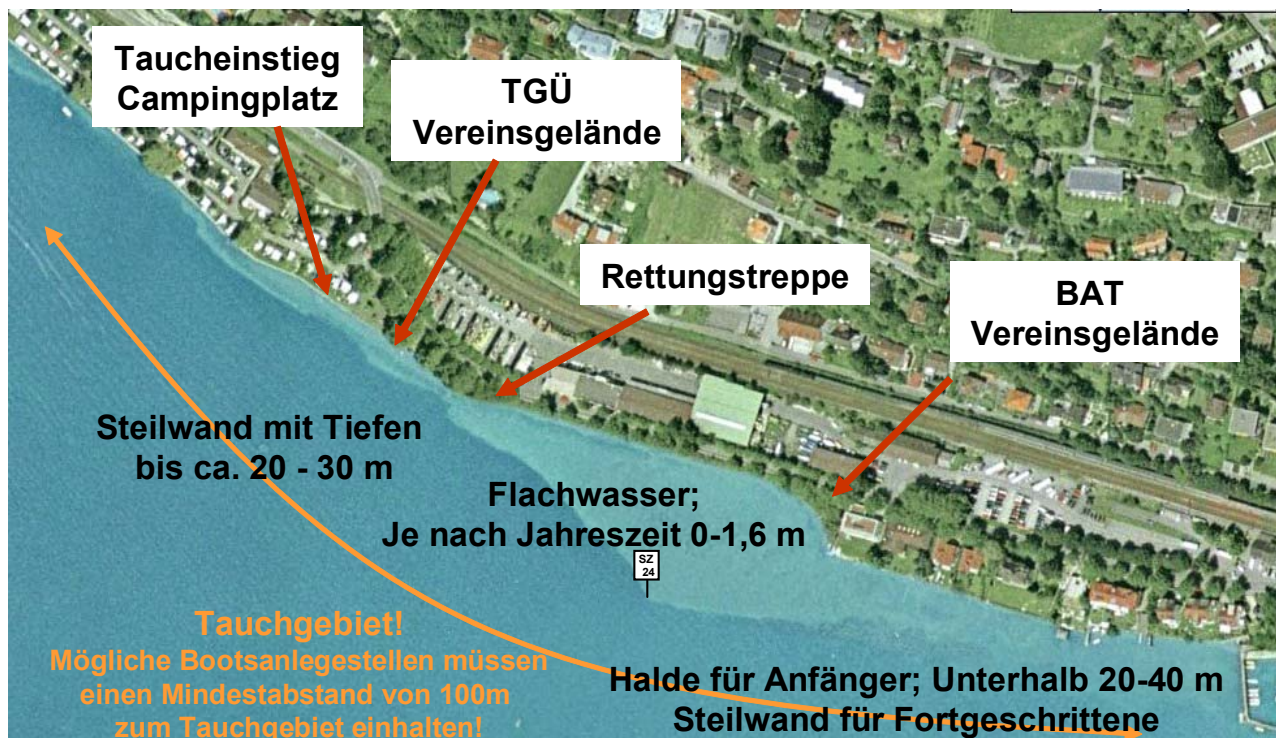 Taucheinstieg
Campingplatz
TGÜ
Vereinsgelände
Rettungstreppe
BAT
Vereinsgelände
Steilwand mit Tiefen
bis ca. 20 - 30 m
Flachwasser;
Je nach Jahreszeit 0-1,6 m
SZ
24
Tauchgebiet!
Mögliche Bootsanlegestellen müssen
einen Mindestabstand von 100m
zum Tauchgebiet einhalten!
Halde für Anfänger; Unterhalb 20-40 m
Steilwand für Fortgeschrittene